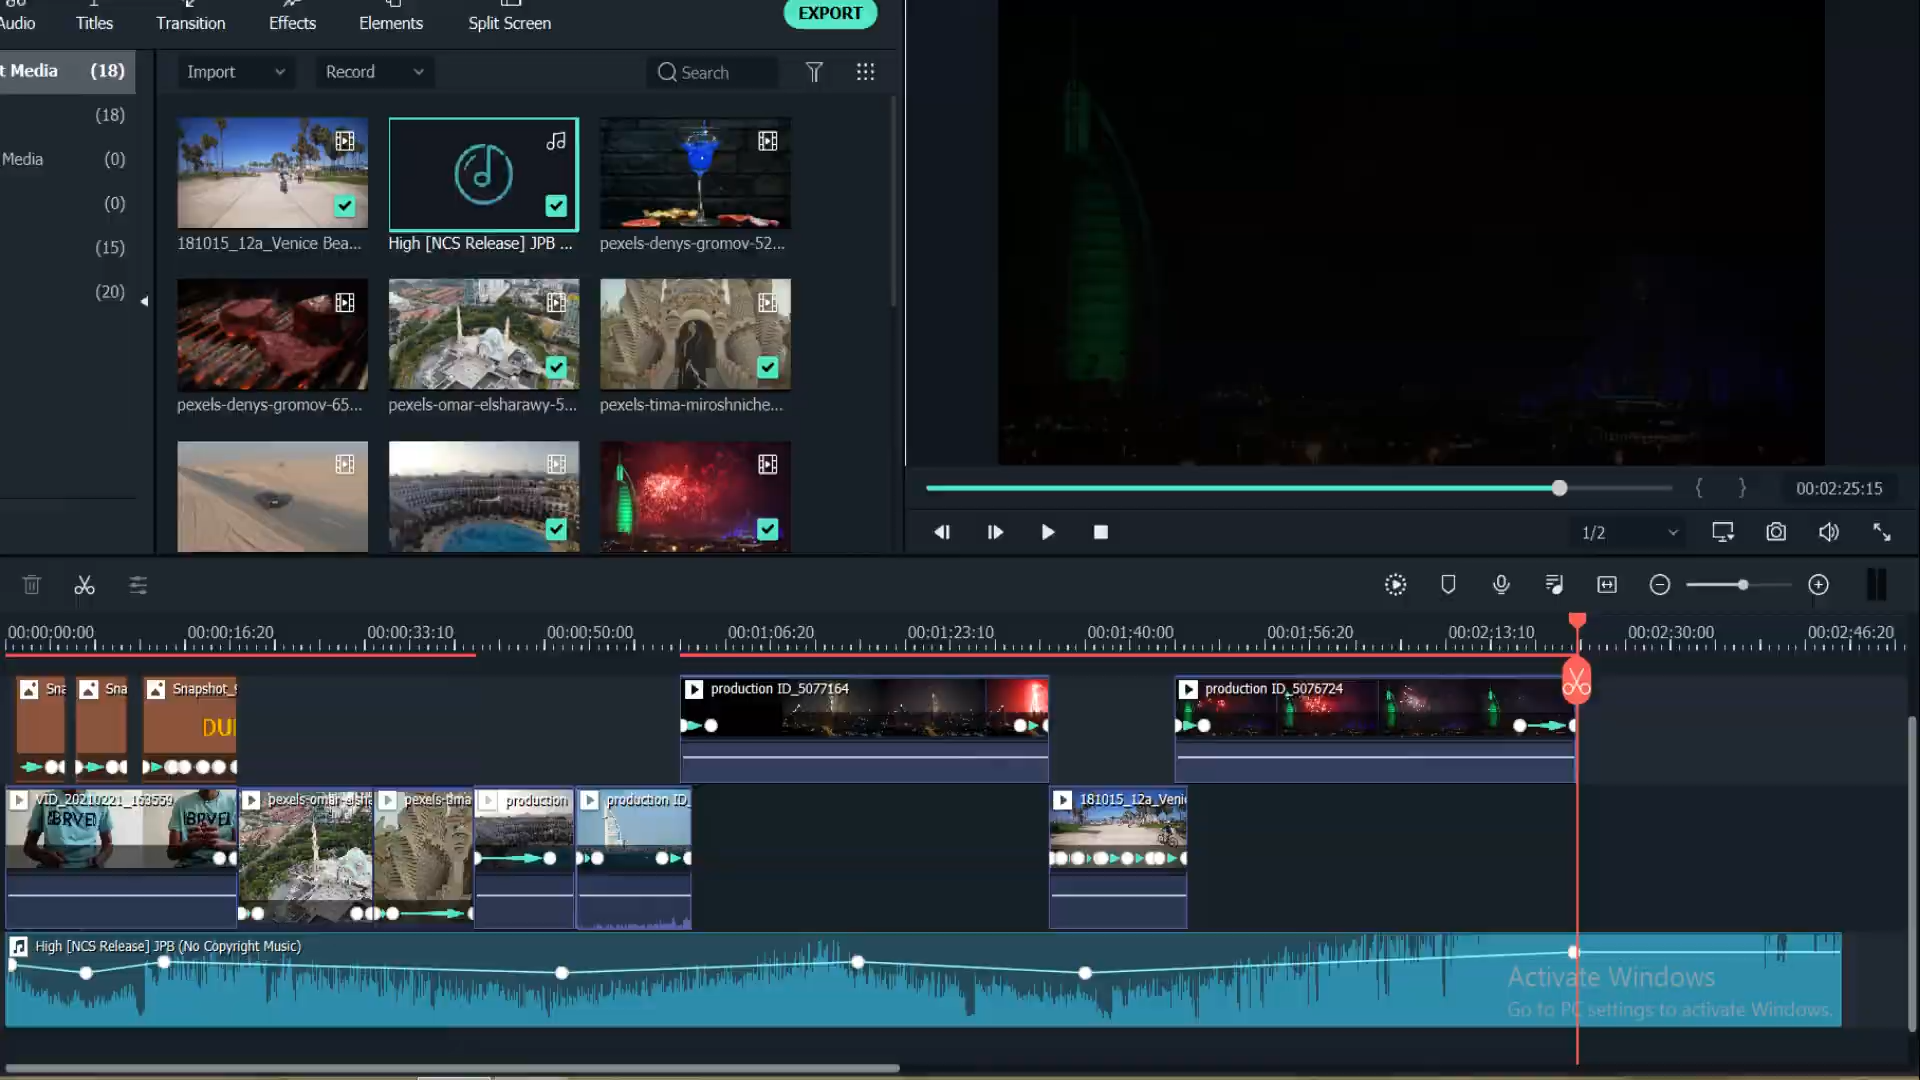 Audio
Titles
Transition
Effects
Elements
Split Screen
EXPORT
t Media (18)
Import
Record
Search
(18)
Media (0)
(0)
(15)
(20)
181015_12a_Venice Bea...
High [NCS Release] JPB ...
pexels-denys-gromov-52...
pexels-denys-gromov-65...
pexels-omar-elsharawy-5...
pexels-tima-miroshniche...
{ }
00:02:25:15
1/2
00:00:00:00
00:00:16:20
00:00:33:10
00:00:50:00
00:01:06:20
00:01:23:10
00:01:40:00
00:01:56:20
00:02:13:10
00:02:30:00
00:02:46:20
Sna
Sna
Snapshot_
DU
production ID_5077164
production ID_5076724
VID_20210221_163559
BRVE
BRVE
pexels-omar-elsha
pexels-tima
production
production ID_
181015_12a_Veni
High [NCS Release] JPB (No Copyright Music)
Activate Windows
Go to PC settings to activate Windows.